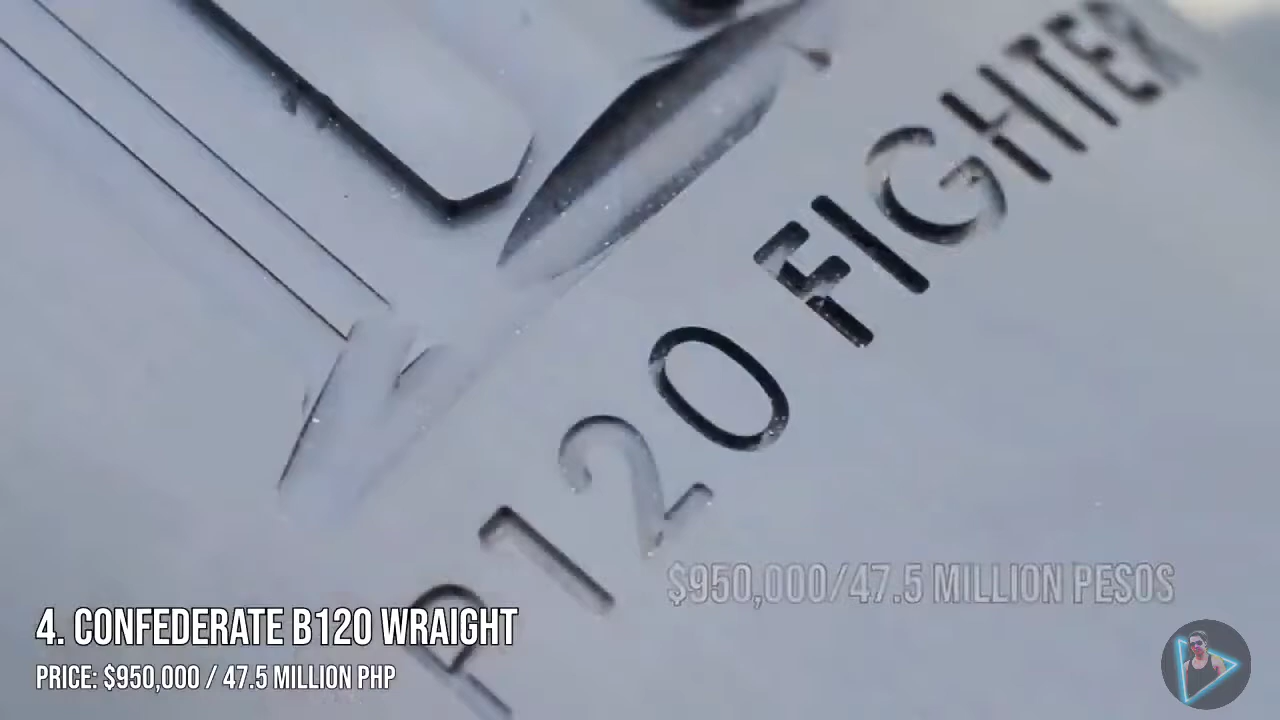 P120 FIGHTER
$950,000/47.5 MILLION PESOS
4. CONFEDERATE B120 WRAIGHT
PRICE: $950,000 / 47.5 MILLION PHP